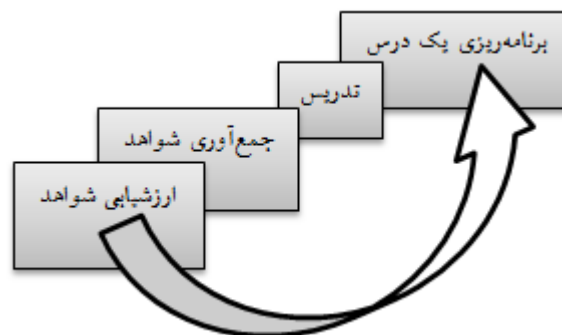 برنامه‌ریزی یک درس
تدریس
جمع‌آوری شواهد
ارزشیابی شواهد